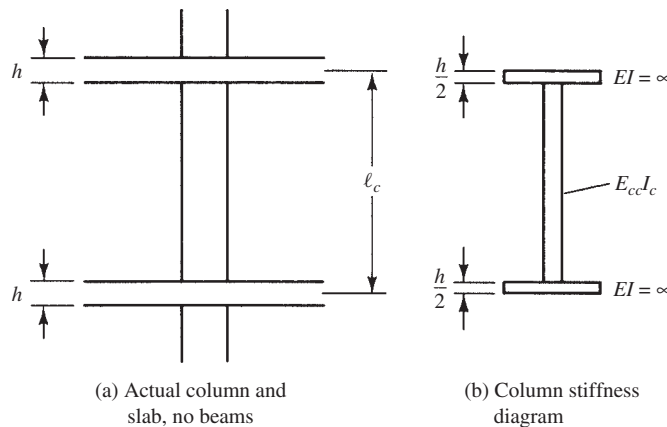 h
h
ℓc
(a) Actual column and
slab, no beams
h/2
EI = ∞
EccIc
h/2
EI = ∞
(b) Column stiffness
diagram